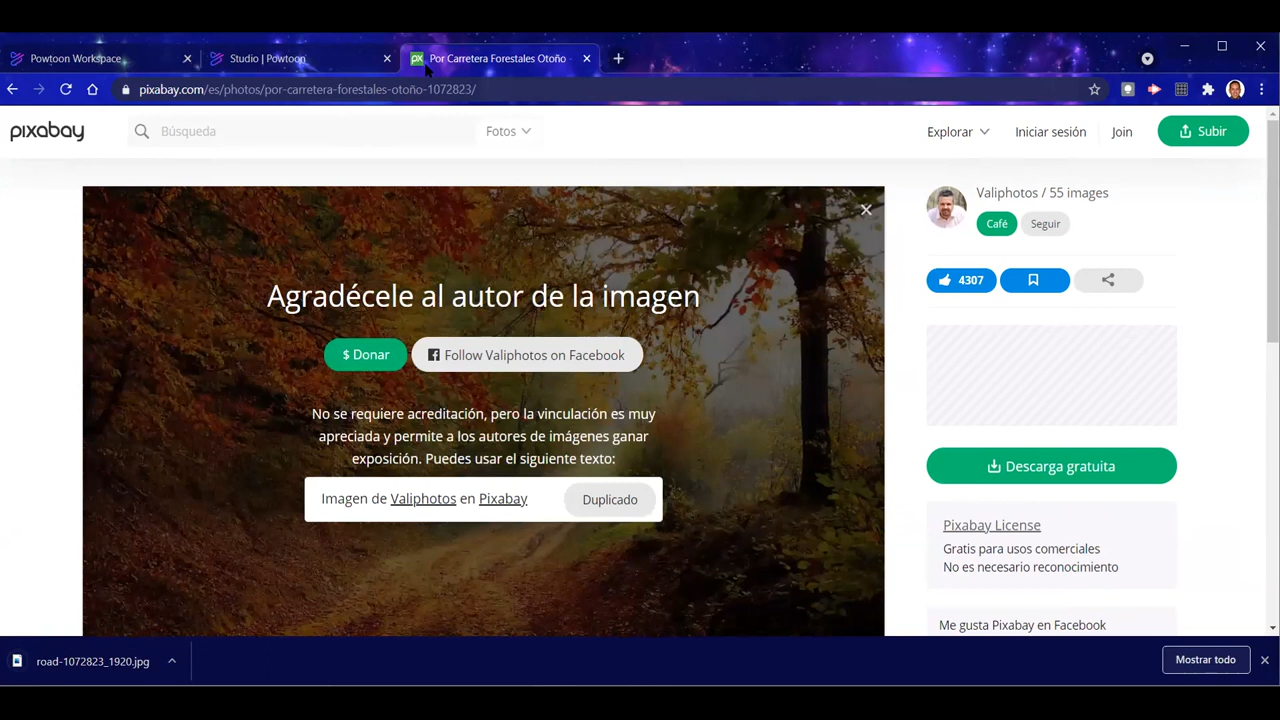 Powtoon Workspace
Studio | Powtoon
Por Carretera Forestales Otoño
pixabay.com/es/photos/por-carretera-forestales-otoño-1072823/
pixabay
Búsqueda
Fotos
Explorar
Iniciar sesión
Join
Subir
Agradécele al autor de la imagen
$ Donar
Follow Valiphotos on Facebook
No se requiere acreditación, pero la vinculación es muy
apreciada y permite a los autores de imágenes ganar
exposición. Puedes usar el siguiente texto:
Imagen de Valiphotos en Pixabay
Duplicado
Valiphotos / 55 images
Café
Seguir
4307
Descarga gratuita
Pixabay License
Gratis para usos comerciales
No es necesario reconocimiento
Me gusta Pixabay en Facebook
road-1072823_1920.jpg
Mostrar todo